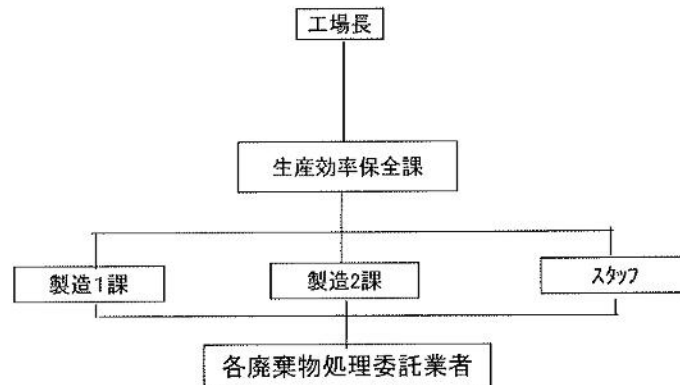 工場長
生産効率保全課
製造1課
製造2課
スタッフ
各廃棄物処理委託業者